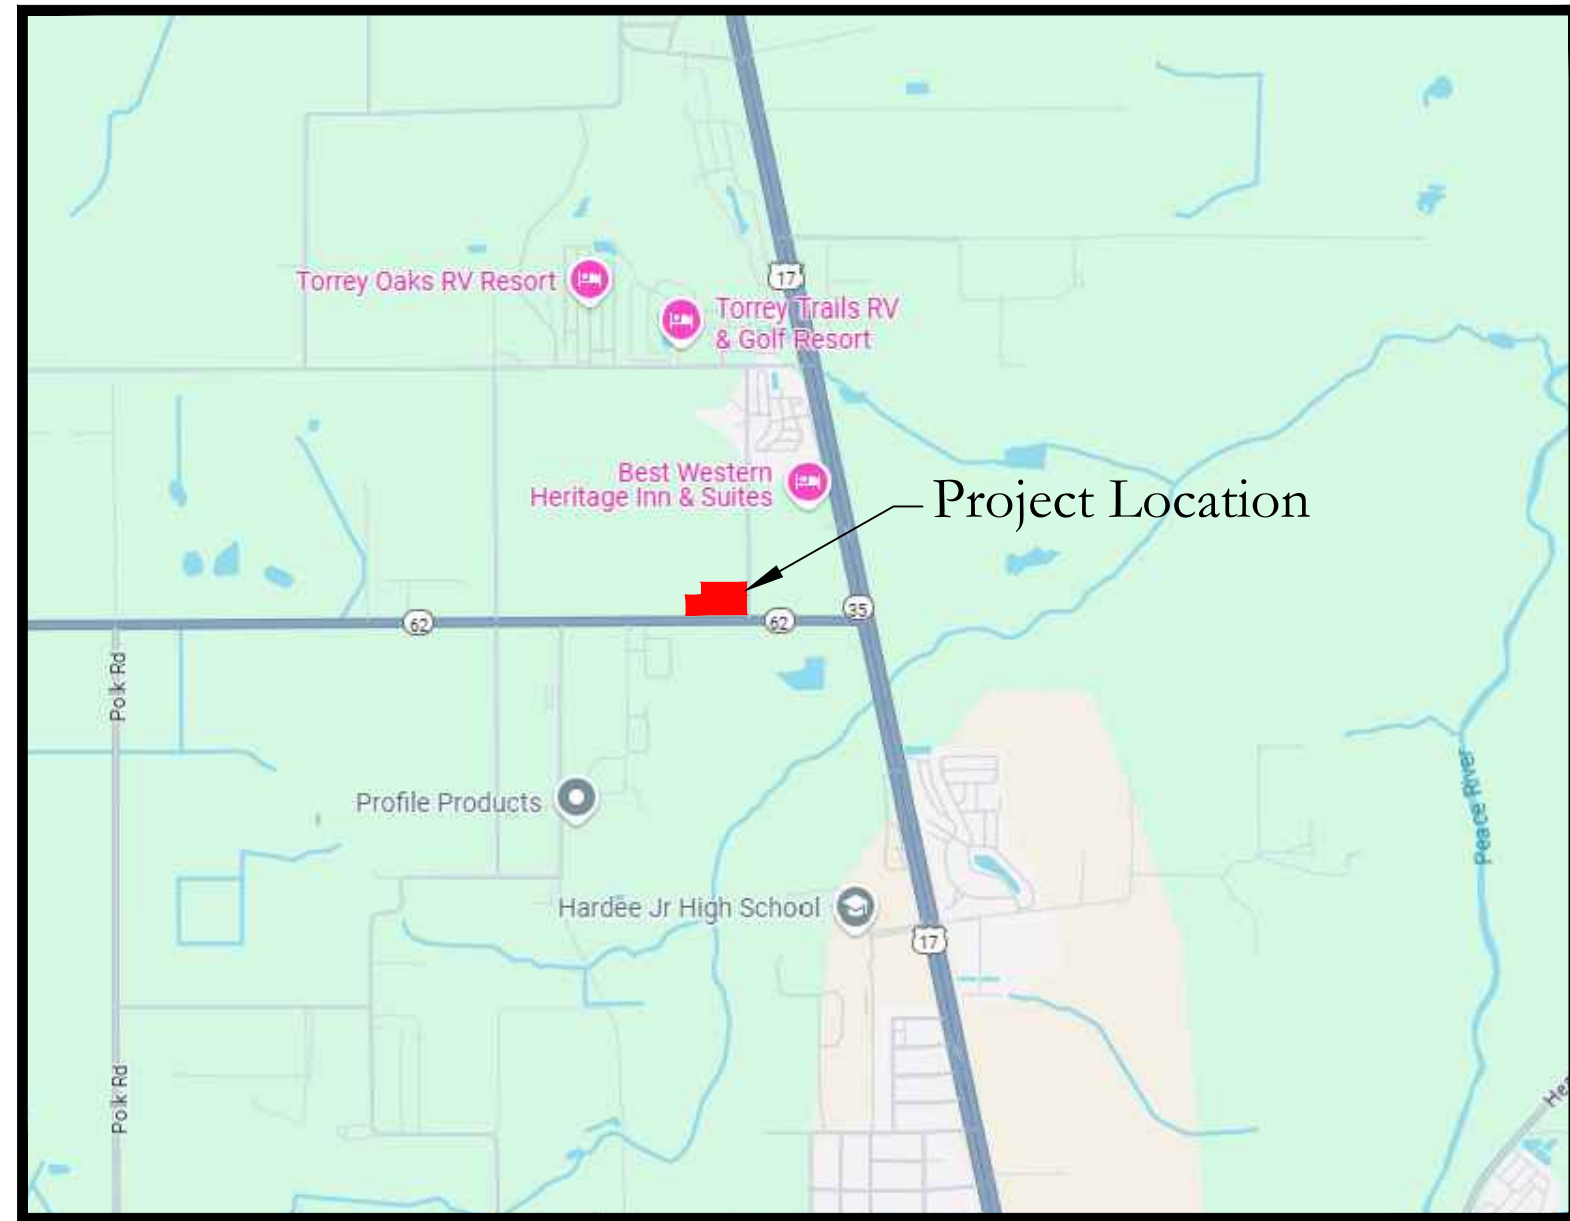 17
Torrey Oaks RV Resort
Torrey Trails RV
& Golf Resort
Best Western
Heritage Inn & Suites
Project Location
62
62
35
Polk Rd
Profile Products
Peace River
Hardee Jr High School
17
Polk Rd